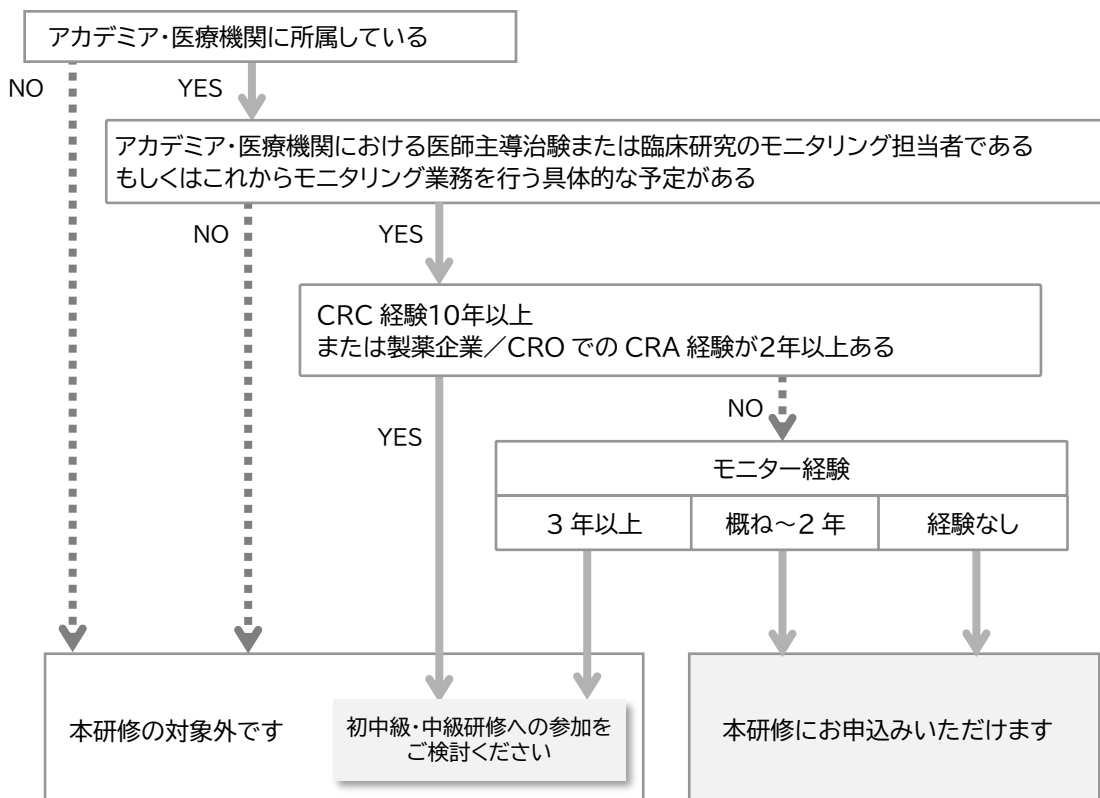 アカデミア・医療機関に所属している
NO
YES
アカデミア・医療機関における医師主導治験または臨床研究のモニタリング担当者である
もしくはこれからモニタリング業務を行う具体的な予定がある
NO
YES
CRC 経験10年以上
または製薬企業／CRO での CRA 経験が2年以上ある
YES
NO
モニター経験
3 年以上
概ね～2 年
経験なし
本研修の対象外です
初中級・中級研修への参加を
ご検討ください
本研修にお申込みいただけます